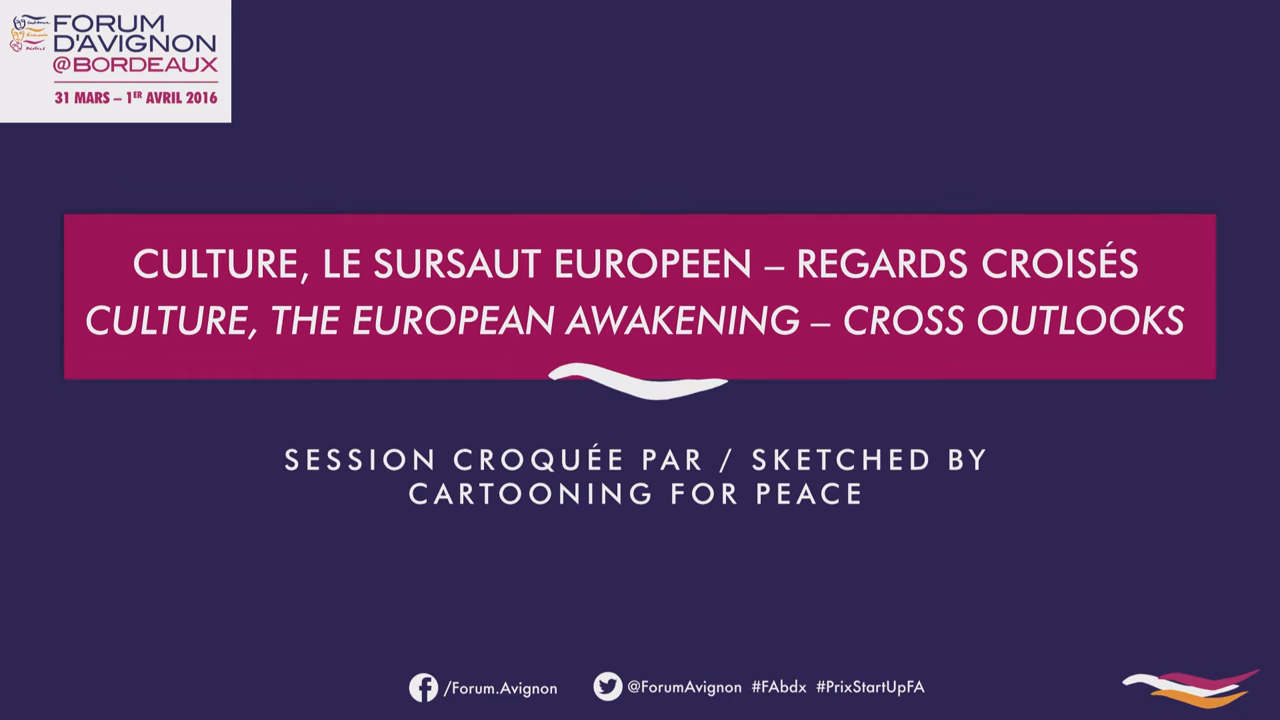 FORUM
D'AVIGNON
@BORDEAUX
31 MARS – 1ER AVRIL 2016
CULTURE, LE SURSAUT EUROPEEN – REGARDS CROISÉS
CULTURE, THE EUROPEAN AWAKENING – CROSS OUTLOOKS
SESSION CROQUÉE PAR / SKETCHED BY
CARTOONING FOR PEACE
/Forum.Avignon @ForumAvignon #FAbdx #PrixStartUpFA